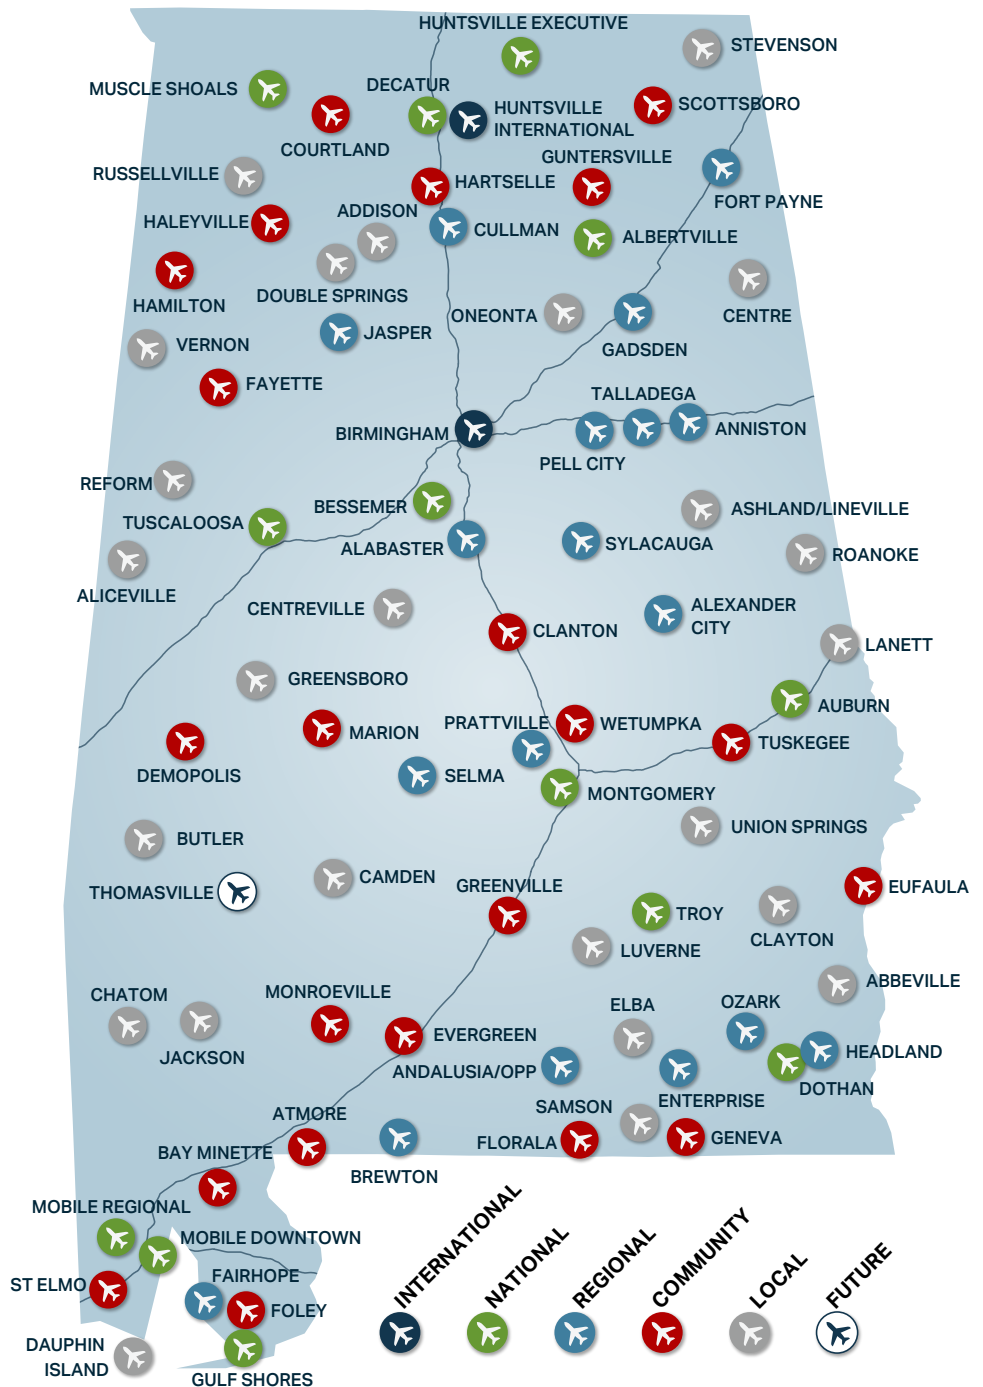 HUNTSVILLE EXECUTIVE
STEVENSON
MUSCLE SHOALS
DECATUR
HUNTSVILLE
INTERNATIONAL
SCOTTSBORO
COURTLAND
GUNTERSVILLE
RUSSELLVILLE
HARTSELLE
FORT PAYNE
HALEYVILLE
ADDISON
CULLMAN
ALBERTVILLE
HAMILTON
DOUBLE SPRINGS
ONEONTA
CENTRE
VERNON
JASPER
GADSDEN
FAYETTE
TALLADEGA
BIRMINGHAM
ANNISTON
PELL CITY
REFORM
BESSEMER
ASHLAND/LINEVILLE
TUSCALOOSA
ALABASTER
SYLACAUGA
ROANOKE
ALICEVILLE
CENTREVILLE
ALEXANDER
CITY
CLANTON
LANETT
GREENSBORO
AUBURN
MARION
PRATTVILLE
WETUMPKA
TUSKEGEE
DEMOPOLIS
SELMA
MONTGOMERY
BUTLER
UNION SPRINGS
THOMASVILLE
CAMDEN
GREENVILLE
EUFAULA
TROY
LUVERNE
CLAYTON
ABBEVILLE
CHATOM
MONROEVILLE
ELBA
OZARK
JACKSON
EVERGREEN
HEADLAND
ANDALUSIA/OPP
DOTHAN
ENTERPRISE
SAMSON
ATMORE
FLORALA
GENEVA
BAY MINETTE
BREWTON
MOBILE REGIONAL
MOBILE DOWNTOWN
ST ELMO
FAIRHOPE
FOLEY
DAUPHIN
ISLAND
GULF SHORES
INTERNATIONAL
NATIONAL
REGIONAL
COMMUNITY
LOCAL
FUTURE